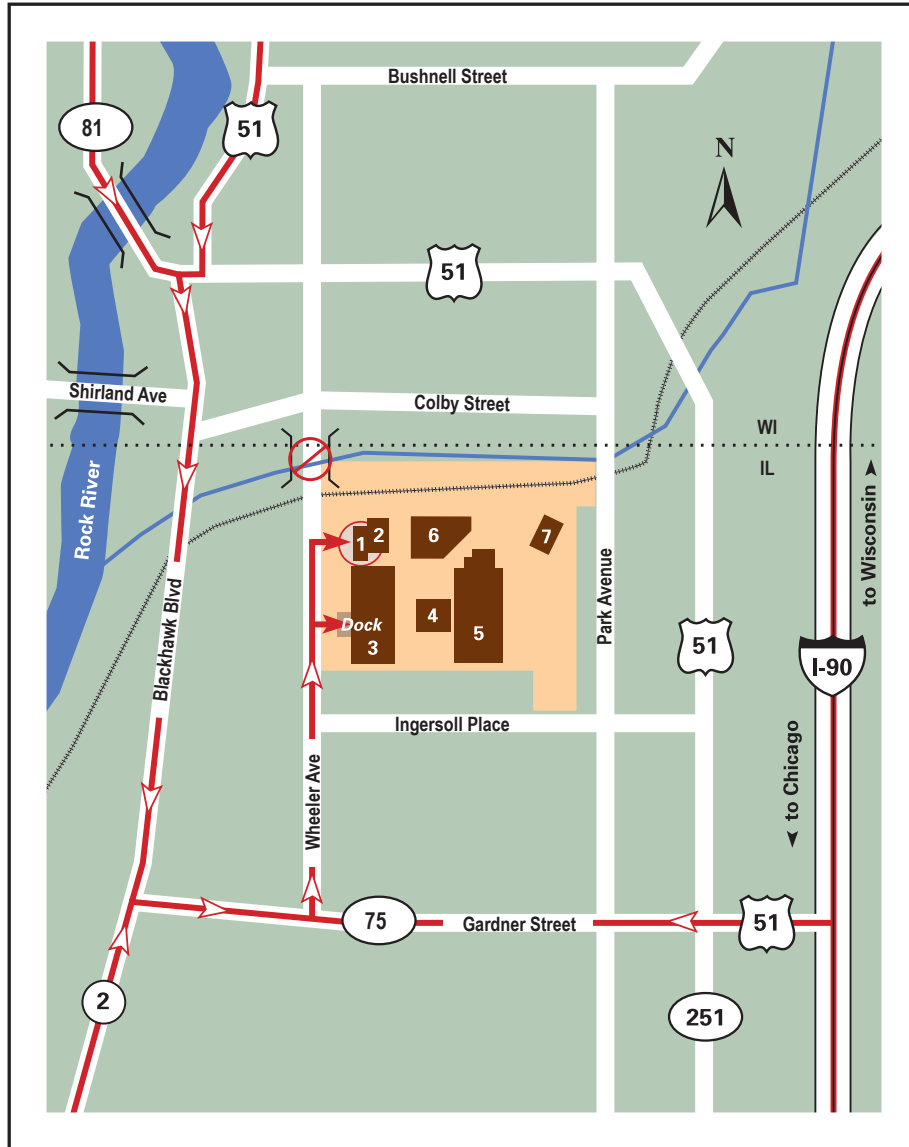 Bushnell Street
81
51
N
51
Shirland Ave
Colby Street
WI
IL
Rock River
to Wisconsin
1
2
6
7
Dock
3
4
5
Park Avenue
Blackhawk Blvd
51
I-90
Ingersoll Place
Wheeler Ave
to Chicago
75
Gardner Street
51
2
251